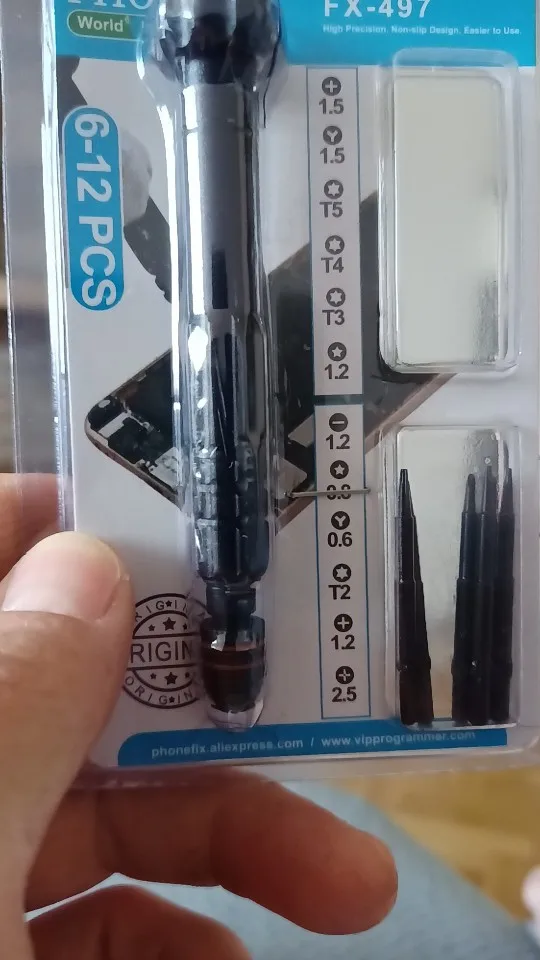 World
FX-497
High Precision. Non-slip Design. Easier to Use.
6-12 PCS
1.5
1.5
T5
T4
T3
1.2
1.2
0.8
0.6
T2
1.2
2.5
ORIGIN
phonefix.aliexpress.com / www.vipprogrammer.com